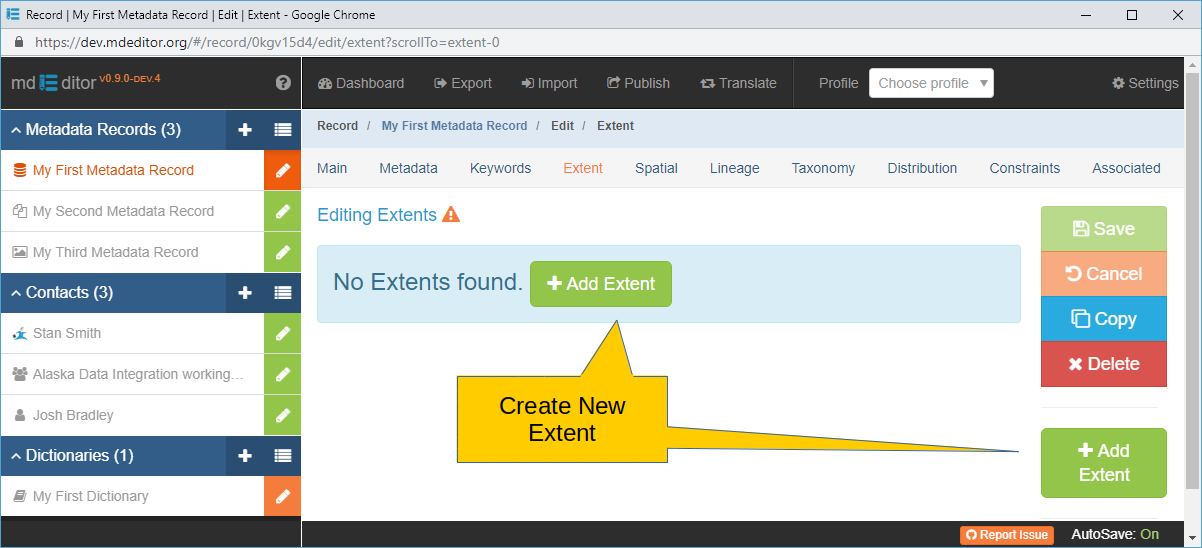 Record | My First Metadata Record | Edit | Extent - Google Chrome
https://dev.mdeditor.org/#/record/0kgv15d4/edit/extent?scrollTo=extent-0
md ditor V0.9.0-DEV.4
Dashboard Export Import Publish Translate Profile Choose profile Settings
Metadata Records (3)
My First Metadata Record
My Second Metadata Record
My Third Metadata Record
Contacts (3)
Stan Smith
Alaska Data Integration working...
Josh Bradley
Dictionaries (1)
My First Dictionary
Record / My First Metadata Record / Edit / Extent
Main Metadata Keywords Extent Spatial Lineage Taxonomy Distribution Constraints Associated
Editing Extents
No Extents found. Add Extent
Create New
Extent
Save
Cancel
Copy
Delete
Add
Extent
Report Issue AutoSave: On